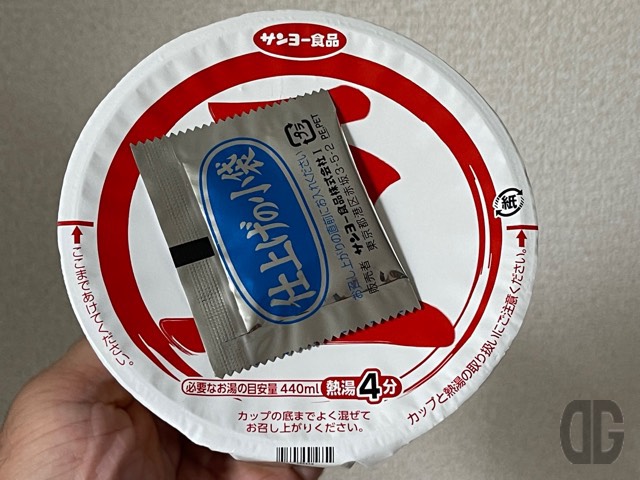 サンヨー食品
仕上げの小袋
お召し上がりの直前にお入れください
販売者 サンヨー食品株式会社 I
東京都港区赤坂3-5-2
プラ
PE,PET
紙
ここまであけてください。
カップと熱湯の取り扱いにご注意ください。
必要なお湯の目安量 440ml 熱湯4分
カップの底までよく混ぜて
お召し上がりください。
DG